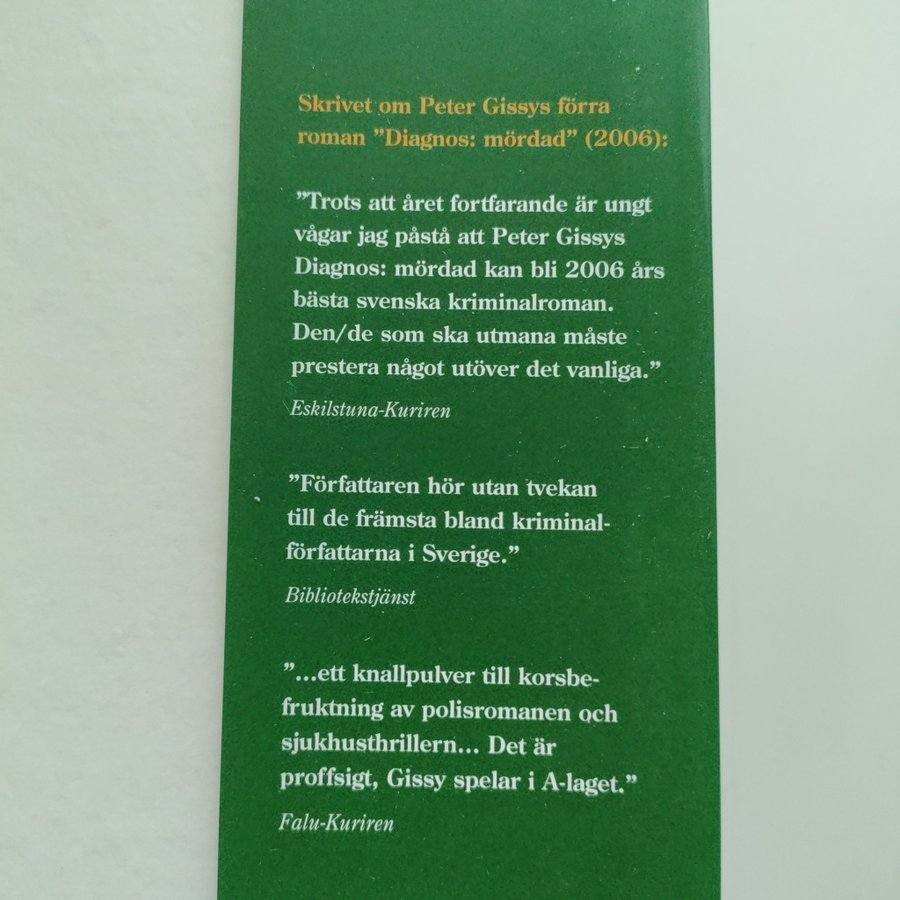 Skrivet om Peter Gissys förra
roman ”Diagnos: mördad” (2006):
”Trots att året fortfarande är ungt
vågar jag påstå att Peter Gissys
Diagnos: mördad kan bli 2006 års
bästa svenska kriminalroman.
Den/de som ska utmana måste
prestera något utöver det vanliga.”
Eskilstuna-Kuriren
”Författaren hör utan tvekan
till de främsta bland kriminal-
författarna i Sverige.”
Bibliotekstjänst
”...ett knallpulver till korsbe-
fruktning av polisromanen och
sjukhusthrillern... Det är
proffsigt, Gissy spelar i A-laget.”
Falu-Kuriren